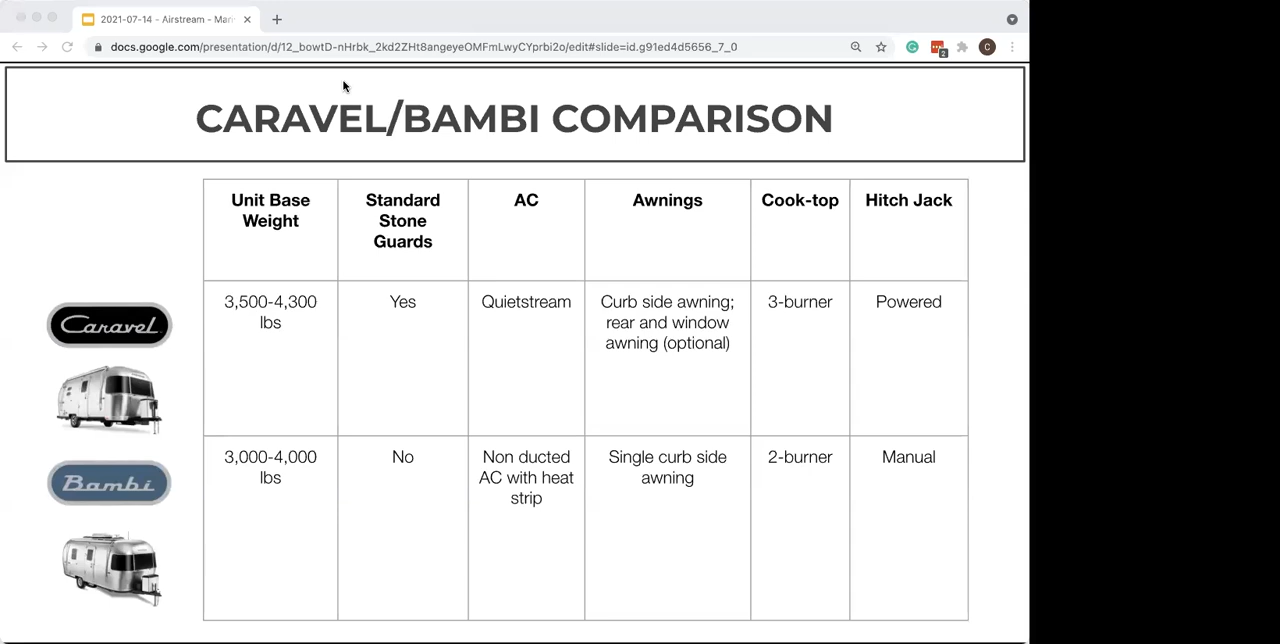 2021-07-14 - Airstream - Mar
docs.google.com/presentation/d/12_bowtD-nHrbk_2kd2ZHt8angeyeOMFmLwyCYprbi2o/edit#slide=id.g91ed4d5656_7_0
2
C
CARAVEL/BAMBI COMPARISON
Unit Base
Weight
Standard
Stone
Guards
AC
Awnings
Cook-top
Hitch Jack
Caravel
3,500-4,300
lbs
Yes
Quietstream
Curb side awning;
rear and window
awning (optional)
3-burner
Powered
Bambi
3,000-4,000
lbs
No
Non ducted
AC with heat
strip
Single curb side
awning
2-burner
Manual